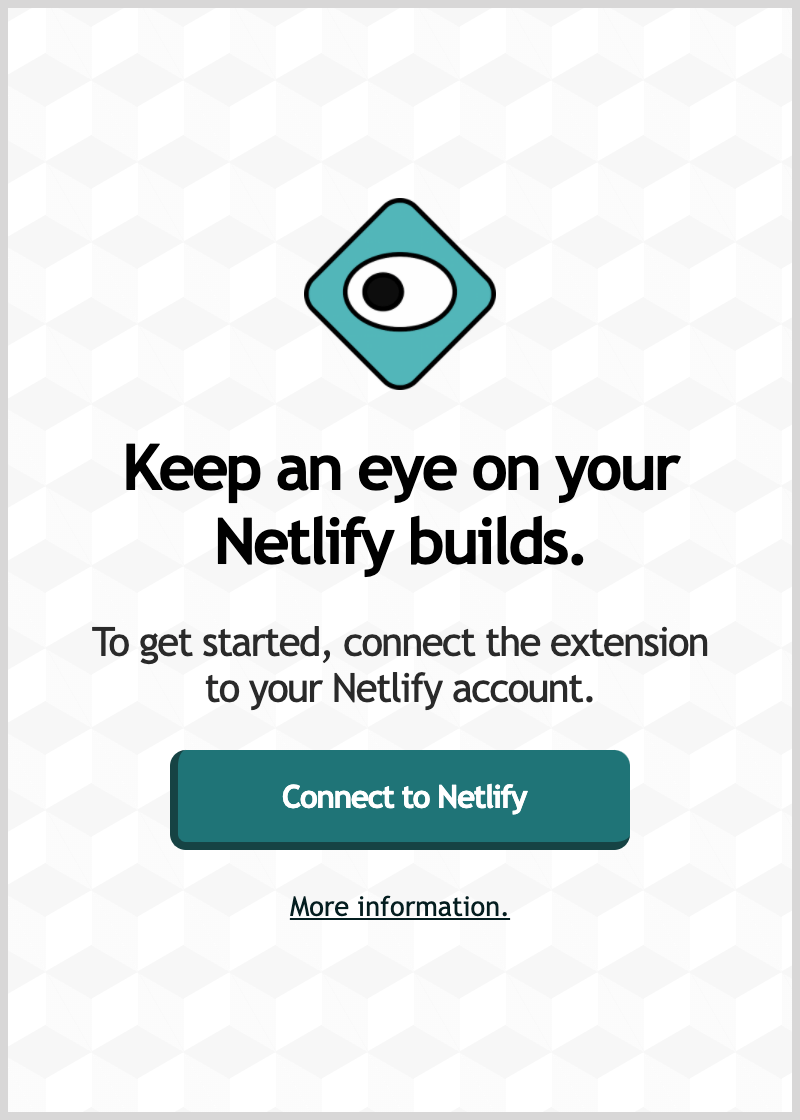 Keep an eye on your
Netlify builds.
To get started, connect the extension
to your Netlify account.
Connect to Netlify
More information.